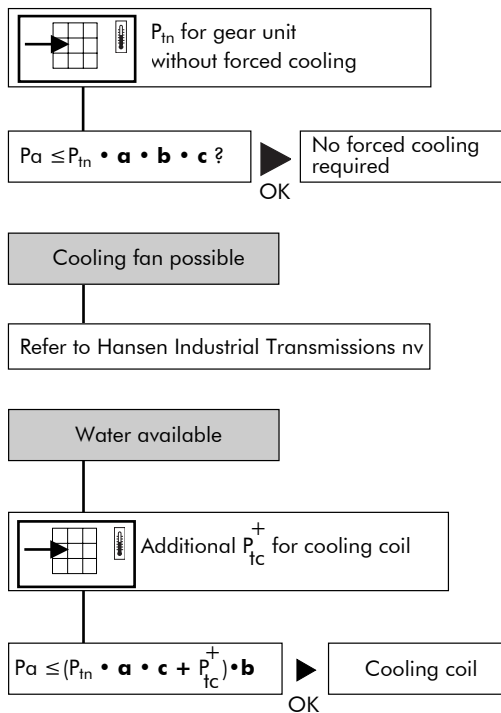 Ptn for gear unit
without forced cooling
Pa ≤Ptn • a • b • c ?
OK
No forced cooling
required
Cooling fan possible
Refer to Hansen Industrial Transmissions nv
Water available
Additional P+tc for cooling coil
Pa ≤(Ptn • a • c + P+tc)•b
OK
Cooling coil